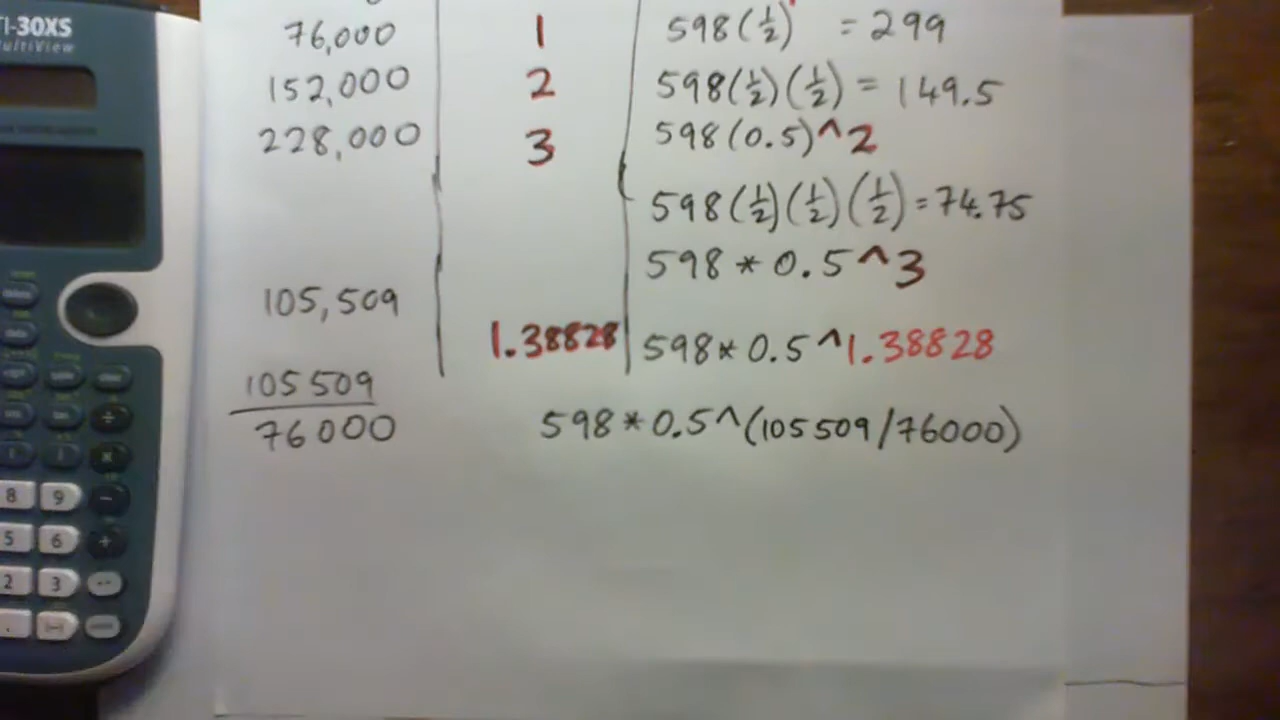 TI-30XS
MultiView
76,000 1 598(½) = 299
152,000 2 598(½)(½) = 149.5
228,000 3 598(0.5)^2
598(½)(½)(½) = 74.75
598 * 0.5^3
105,509 1.38828 598 * 0.5^1.38828
105509
76000 598 * 0.5^(105509/76000)
8 9 -
5 6 +
2 3 (-)
.